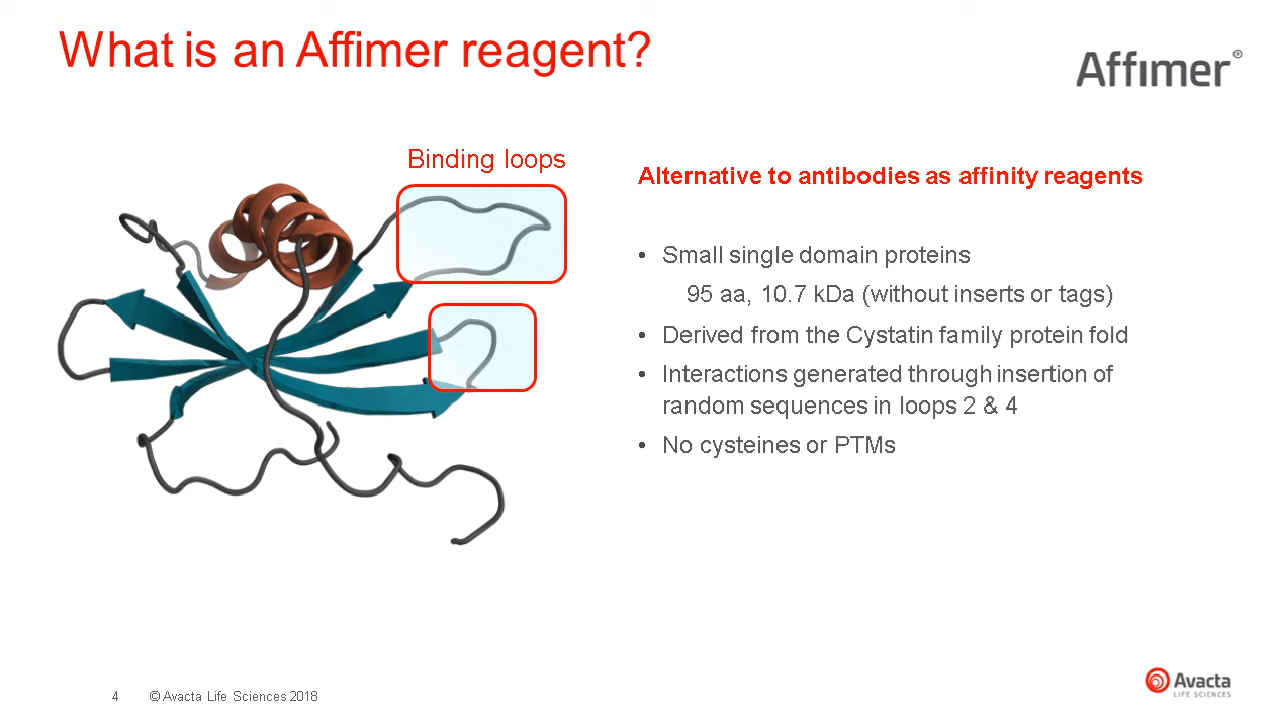 What is an Affimer reagent?
Affimer®
Binding loops
Alternative to antibodies as affinity reagents
• Small single domain proteins
95 aa, 10.7 kDa (without inserts or tags)
• Derived from the Cystatin family protein fold
• Interactions generated through insertion of
random sequences in loops 2 & 4
• No cysteines or PTMs
4 © Avacta Life Sciences 2018
Avacta
LIFE SCIENCES